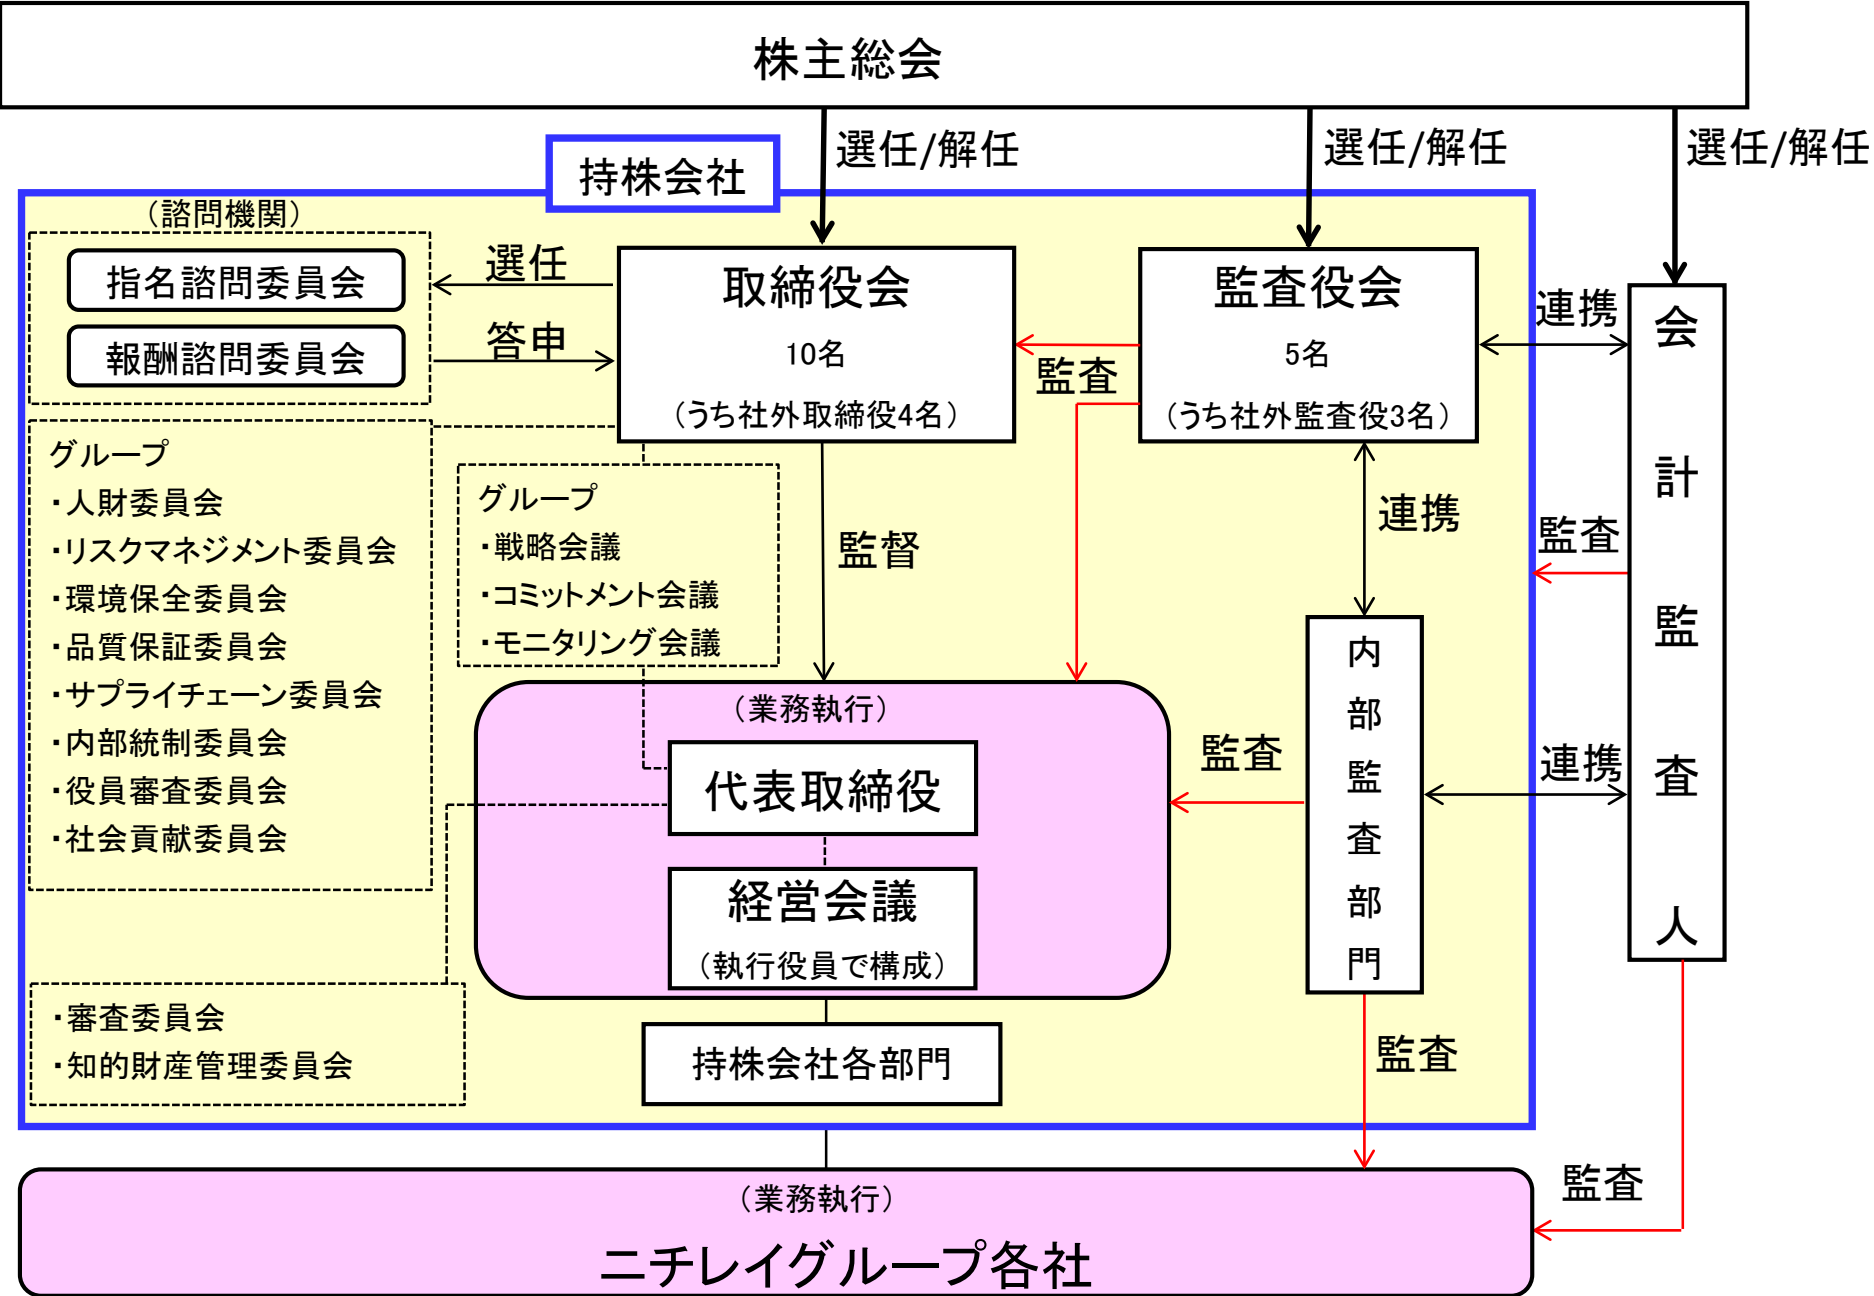 株主総会
選任/解任
選任/解任
選任/解任
持株会社
（諮問機関）
指名諮問委員会
報酬諮問委員会
選任
答申
取締役会
10名
（うち社外取締役4名）
監査
監査役会
5名
（うち社外監査役3名）
連携
会計監査人
グループ
・人財委員会
・リスクマネジメント委員会
・環境保全委員会
・品質保証委員会
・サプライチェーン委員会
・内部統制委員会
・役員審査委員会
・社会貢献委員会
グループ
・戦略会議
・コミットメント会議
・モニタリング会議
監督
連携
監査
内部監査部門
（業務執行）
代表取締役
経営会議
（執行役員で構成）
監査
連携
・審査委員会
・知的財産管理委員会
持株会社各部門
監査
監査
（業務執行）
ニチレイグループ各社